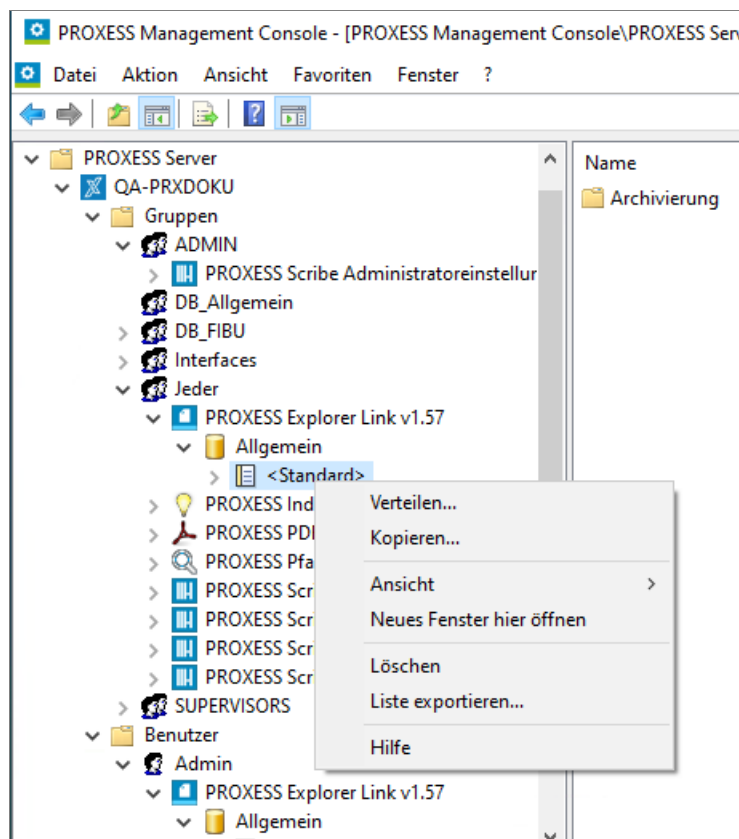 PROXESS Management Console - [PROXESS Management Console\PROXESS Serv
Datei Aktion Ansicht Favoriten Fenster ?
PROXESS Server
QA-PRXDOKU
Gruppen
ADMIN
PROXESS Scribe Administratoreinstellun
DB_Allgemein
DB_FIBU
Interfaces
Jeder
PROXESS Explorer Link v1.57
Allgemein
<Standard>
PROXESS Ind
PROXESS PDF
PROXESS Pfa
PROXESS Scr
PROXESS Scr
PROXESS Scr
PROXESS Scr
SUPERVISORS
Benutzer
Admin
PROXESS Explorer Link v1.57
Allgemein
Name
Archivierung
Verteilen...
Kopieren...
Ansicht
Neues Fenster hier öffnen
Löschen
Liste exportieren...
Hilfe